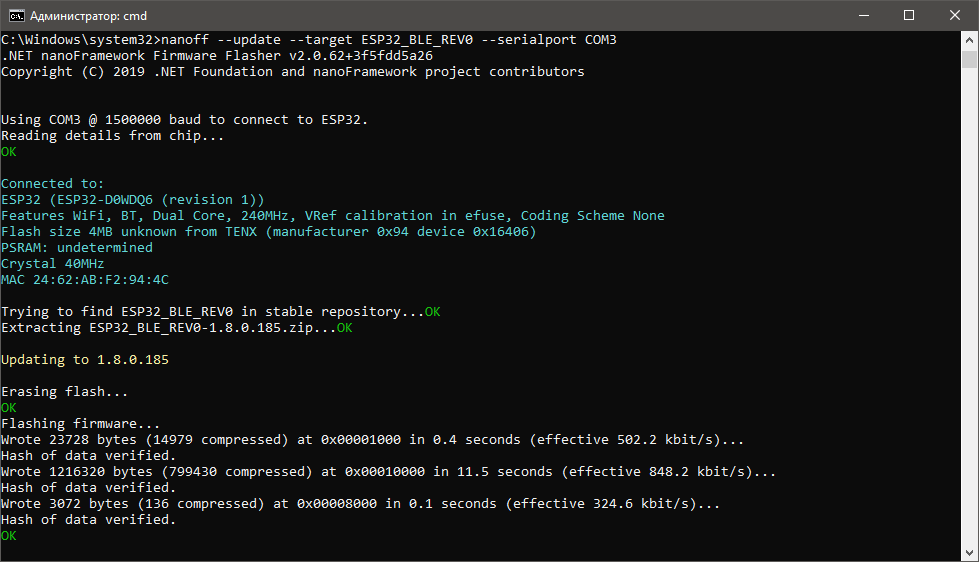 Администратор: cmd
C:\Windows\system32>nanoff --update --target ESP32_BLE_REV0 --serialport COM3
.NET nanoFramework Firmware Flasher v2.0.62+3f5fdd5a26
Copyright (C) 2019 .NET Foundation and nanoFramework project contributors
Using COM3 @ 1500000 baud to connect to ESP32.
Reading details from chip...
OK
Connected to:
ESP32 (ESP32-D0WDQ6 (revision 1))
Features WiFi, BT, Dual Core, 240MHz, VRef calibration in efuse, Coding Scheme None
Flash size 4MB unknown from TENX (manufacturer 0x94 device 0x16406)
PSRAM: undetermined
Crystal 40MHz
MAC 24:62:AB:F2:94:4C
Trying to find ESP32_BLE_REV0 in stable repository...OK
Extracting ESP32_BLE_REV0-1.8.0.185.zip...OK
Updating to 1.8.0.185
Erasing flash...
OK
Flashing firmware...
Wrote 23728 bytes (14979 compressed) at 0x00001000 in 0.4 seconds (effective 502.2 kbit/s)...
Hash of data verified.
Wrote 1216320 bytes (799430 compressed) at 0x00010000 in 11.5 seconds (effective 848.2 kbit/s)...
Hash of data verified.
Wrote 3072 bytes (136 compressed) at 0x00008000 in 0.1 seconds (effective 324.6 kbit/s)...
Hash of data verified.
OK